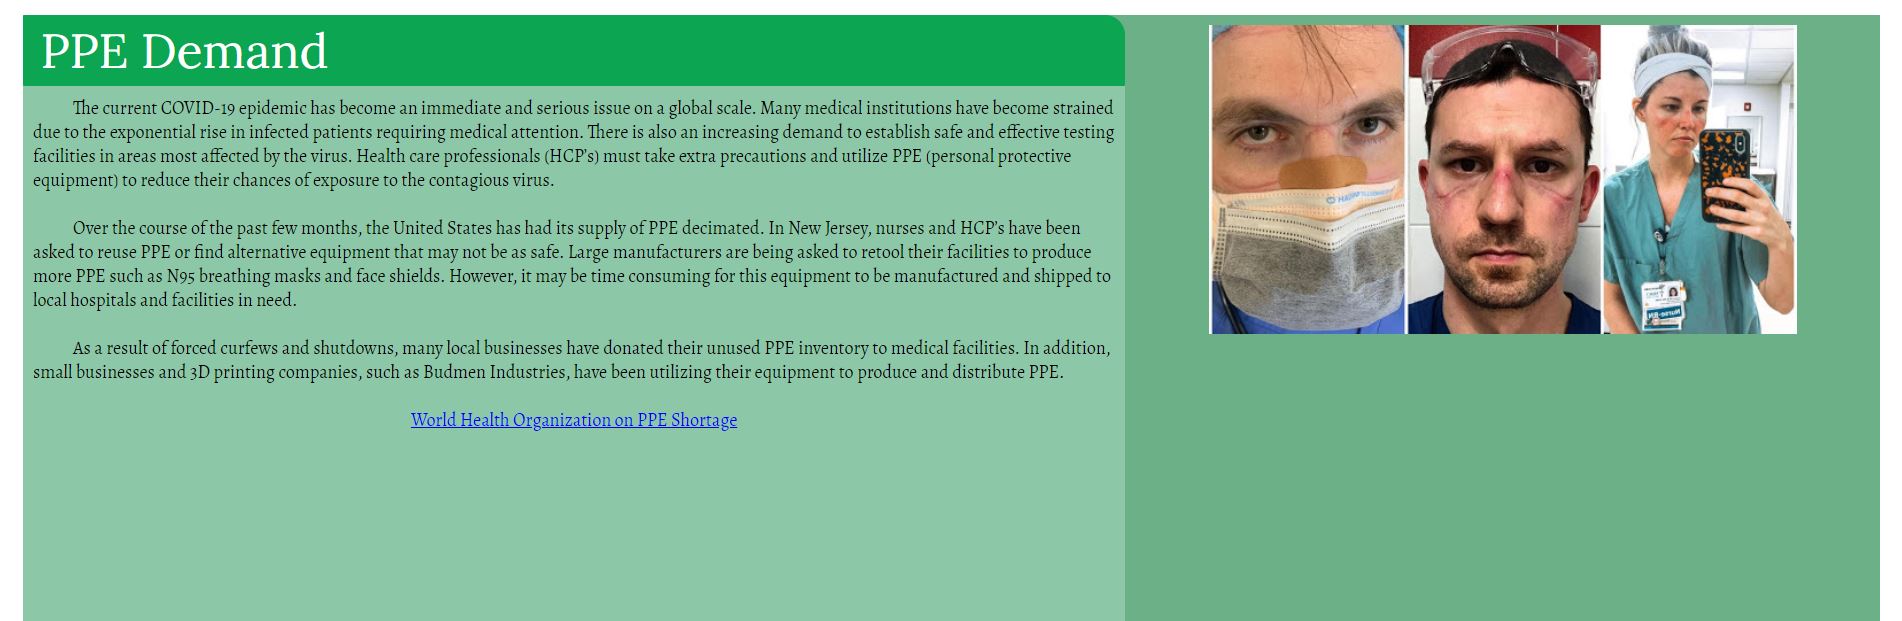 PPE Demand
The current COVID-19 epidemic has become an immediate and serious issue on a global scale. Many medical institutions have become strained
due to the exponential rise in infected patients requiring medical attention. There is also an increasing demand to establish safe and effective testing
facilities in areas most affected by the virus. Health care professionals (HCP's) must take extra precautions and utilize PPE (personal protective
equipment) to reduce their chances of exposure to the contagious virus.
Over the course of the past few months, the United States has had its supply of PPE decimated. In New Jersey, nurses and HCP's have been
asked to reuse PPE or find alternative equipment that may not be as safe. Large manufacturers are being asked to retool their facilities to produce
more PPE such as N95 breathing masks and face shields. However, it may be time consuming for this equipment to be manufactured and shipped to
local hospitals and facilities in need.
As a result of forced curfews and shutdowns, many local businesses have donated their unused PPE inventory to medical facilities. In addition,
small businesses and 3D printing companies, such as Budmen Industries, have been utilizing their equipment to produce and distribute PPE.
World Health Organization on PPE Shortage
Nurse-RN